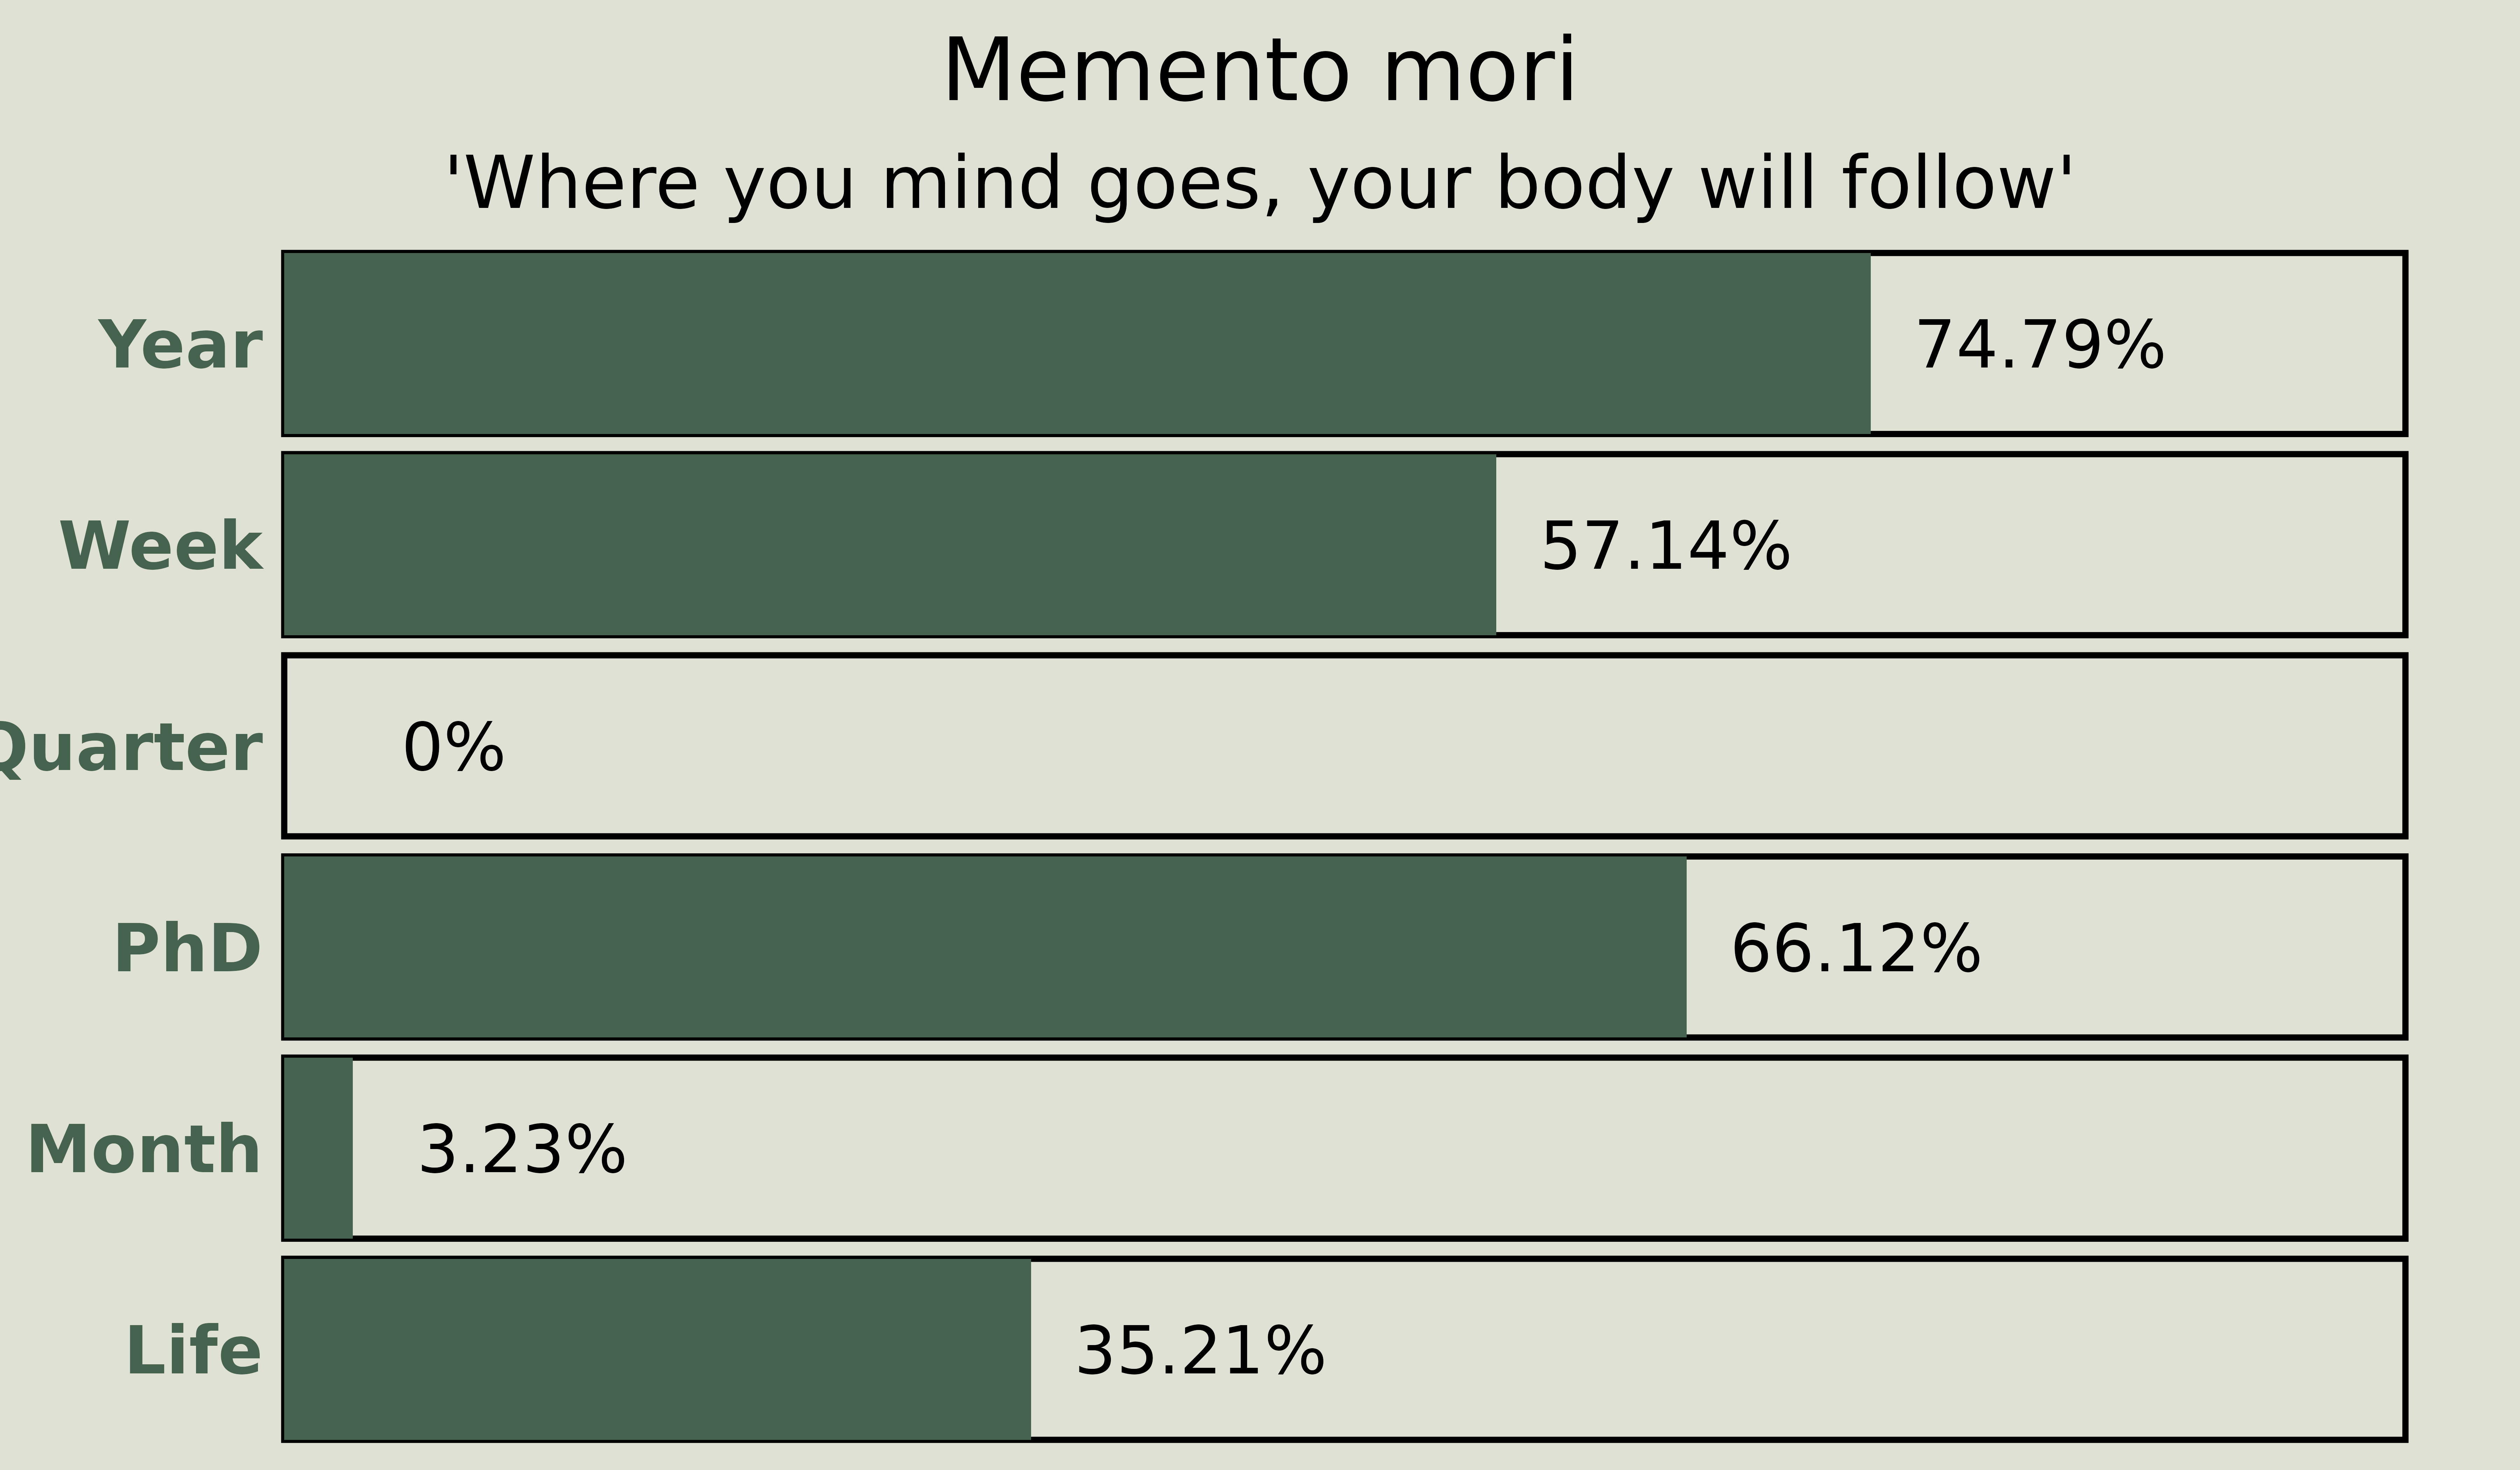 Memento mori
'Where you mind goes, your body will follow'
Year 74.79%
Week 57.14%
Quarter 0%
PhD 66.12%
Month 3.23%
Life 35.21%